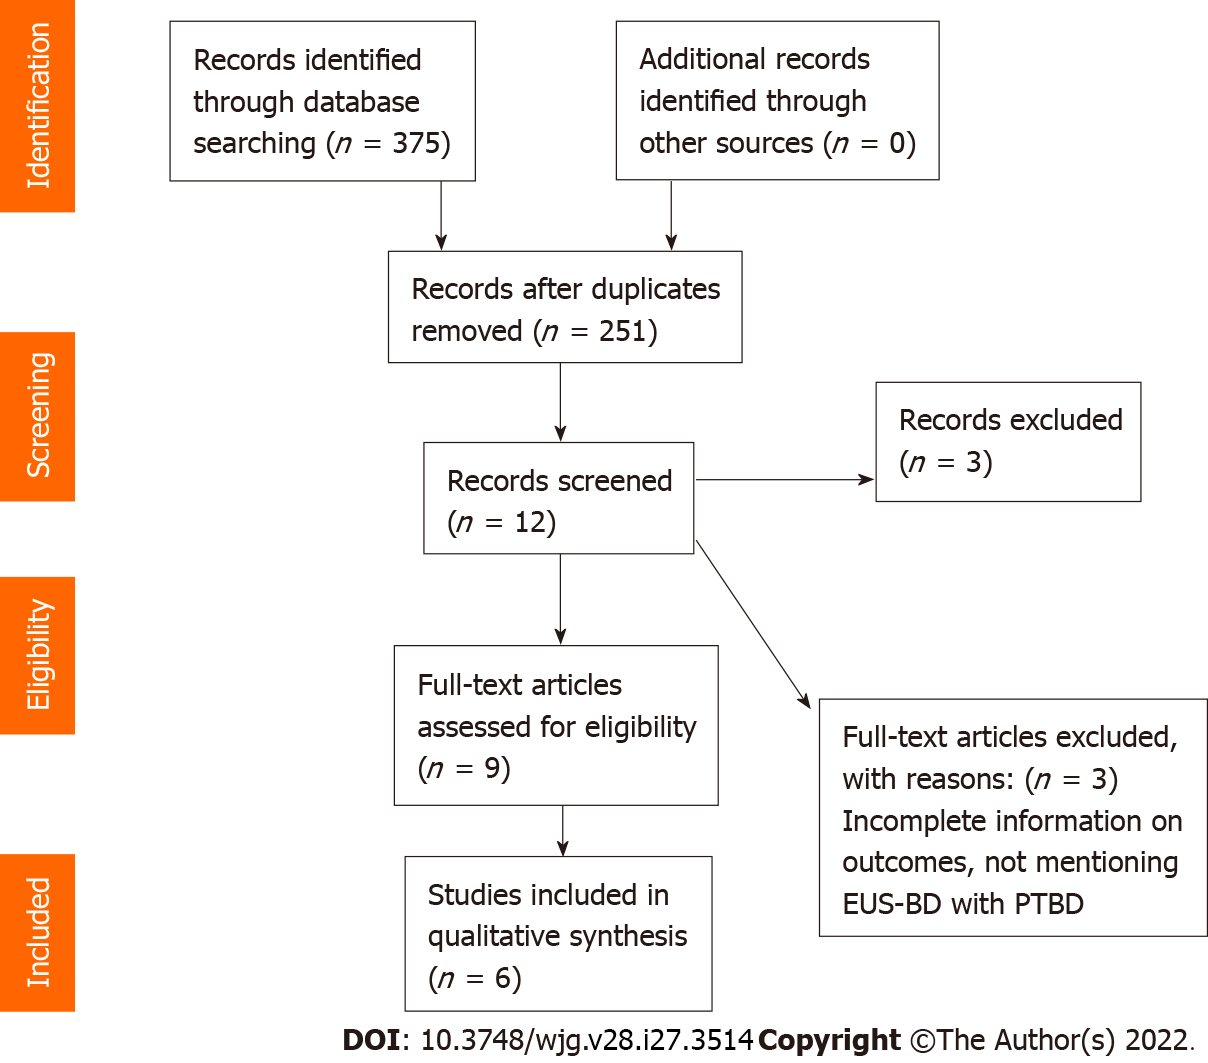 Identification
Records identified
through database
searching (n = 375)
Additional records
identified through
other sources (n = 0)
Records after duplicates
removed (n = 251)
Screening
Records screened
(n = 12)
Records excluded
(n = 3)
Eligibility
Full-text articles
assessed for eligibility
(n = 9)
Full-text articles excluded,
with reasons: (n = 3)
Incomplete information on
outcomes, not mentioning
EUS-BD with PTBD
Included
Studies included in
qualitative synthesis
(n = 6)
DOI: 10.3748/wjg.v28.i27.3514 Copyright ©The Author(s) 2022.